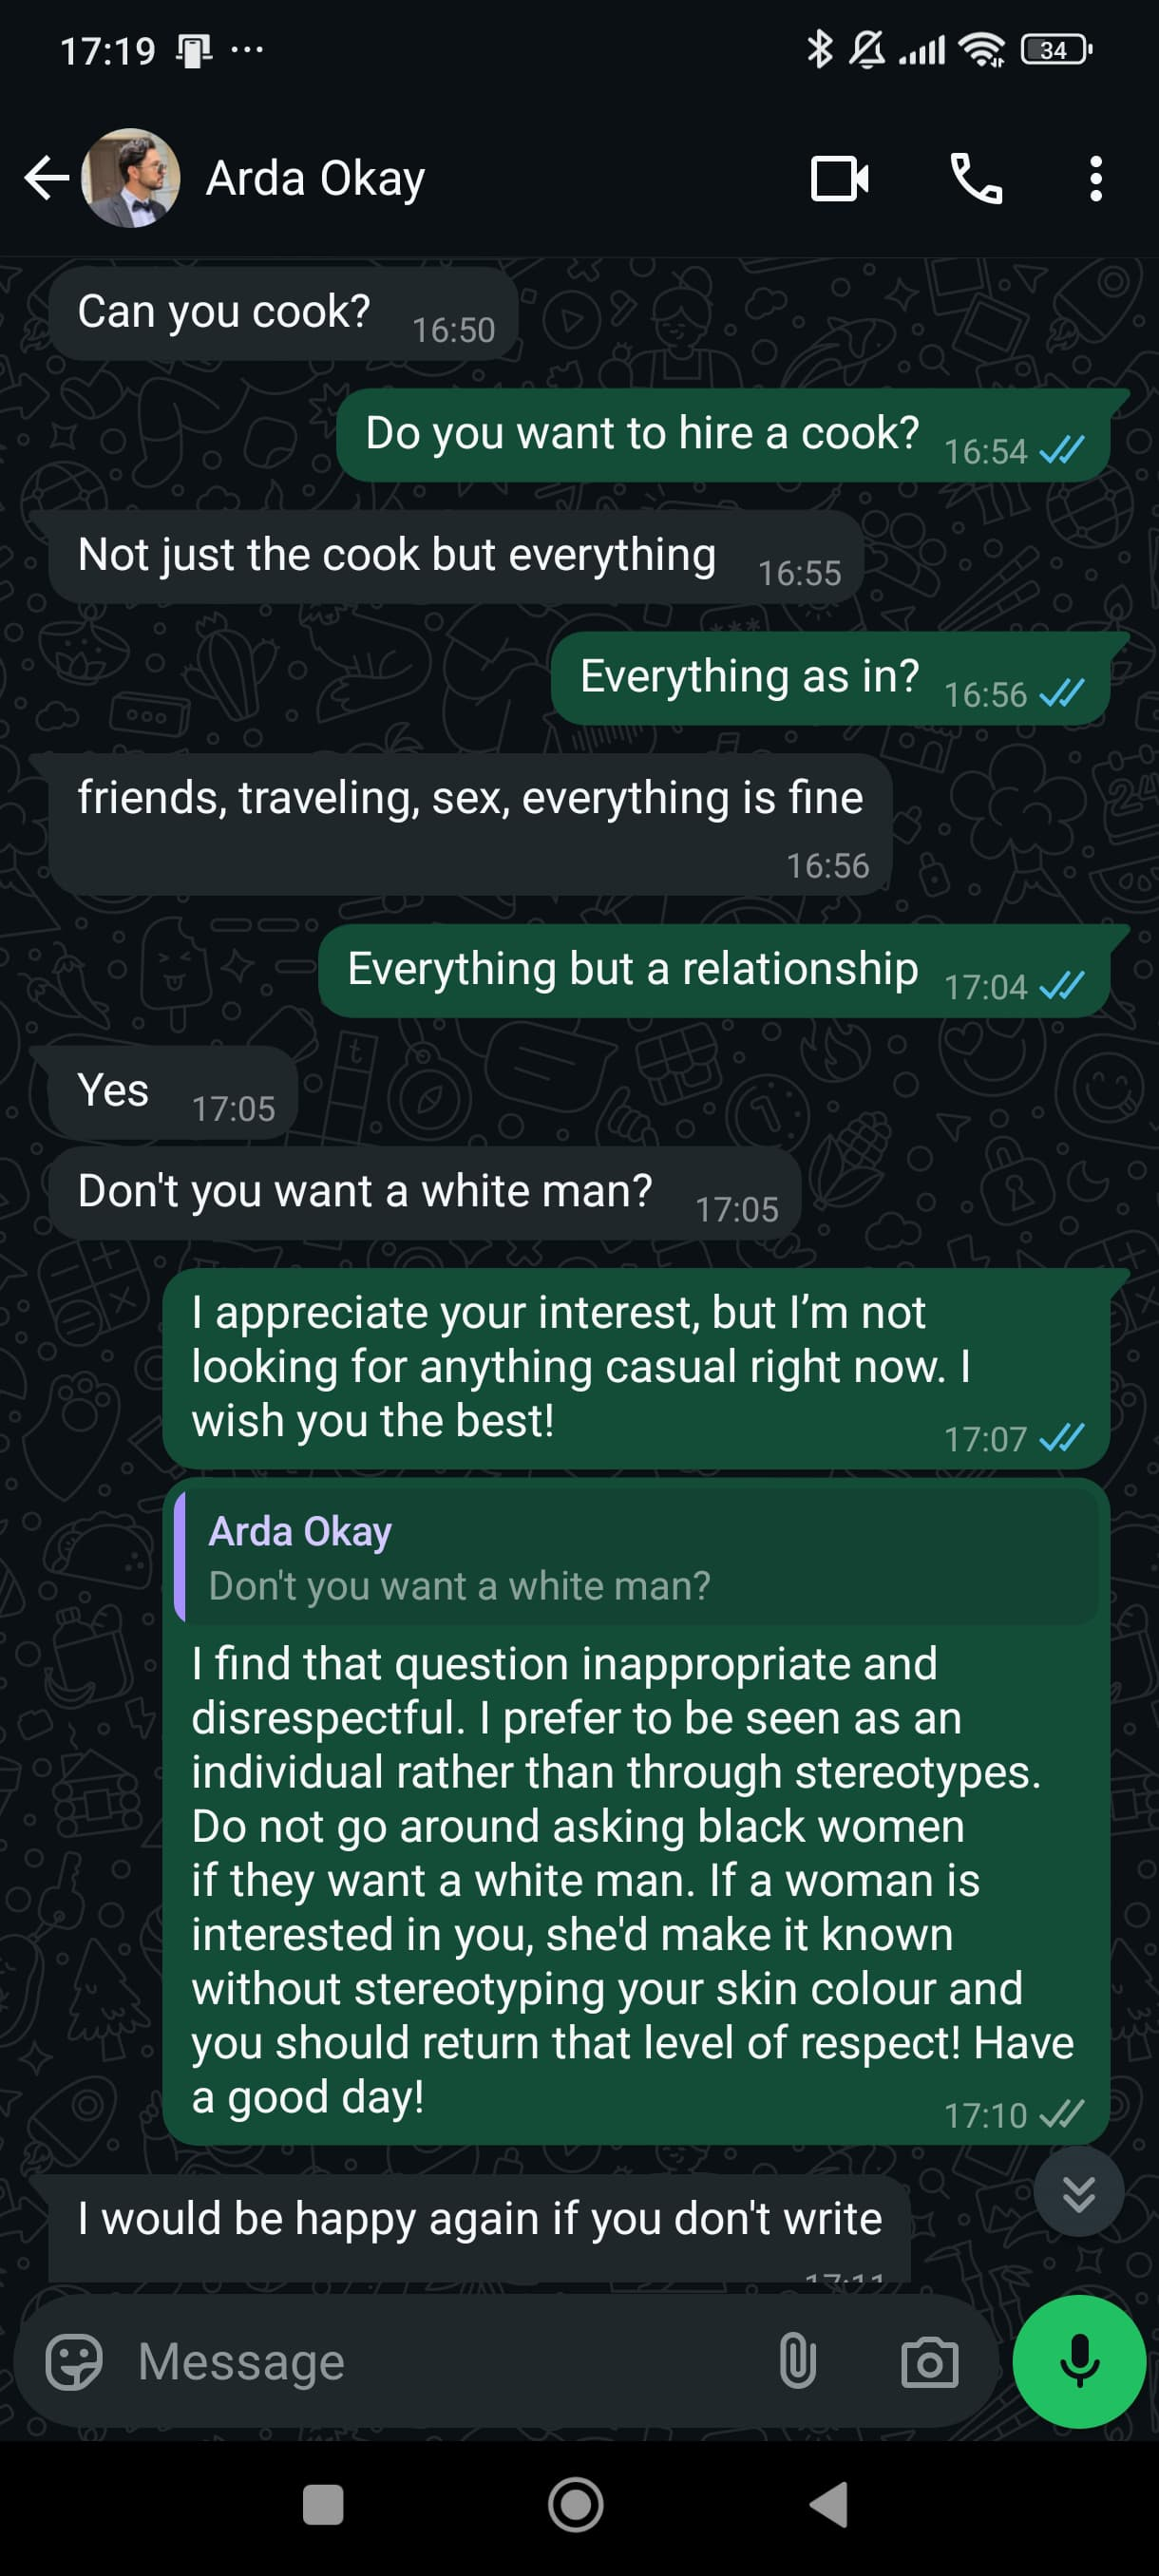 17:19 ...
34
Arda Okay
Can you cook? 16:50
Do you want to hire a cook? 16:54
Not just the cook but everything 16:55
Everything as in? 16:56
friends, traveling, sex, everything is fine
16:56
Everything but a relationship 17:04
Yes 17:05
Don't you want a white man? 17:05
I appreciate your interest, but I’m not
looking for anything casual right now. I
wish you the best! 17:07
Arda Okay
Don't you want a white man?
I find that question inappropriate and
disrespectful. I prefer to be seen as an
individual rather than through stereotypes.
Do not go around asking black women
if they want a white man. If a woman is
interested in you, she'd make it known
without stereotyping your skin colour and
you should return that level of respect! Have
a good day! 17:10
I would be happy again if you don't write
17:11
Message